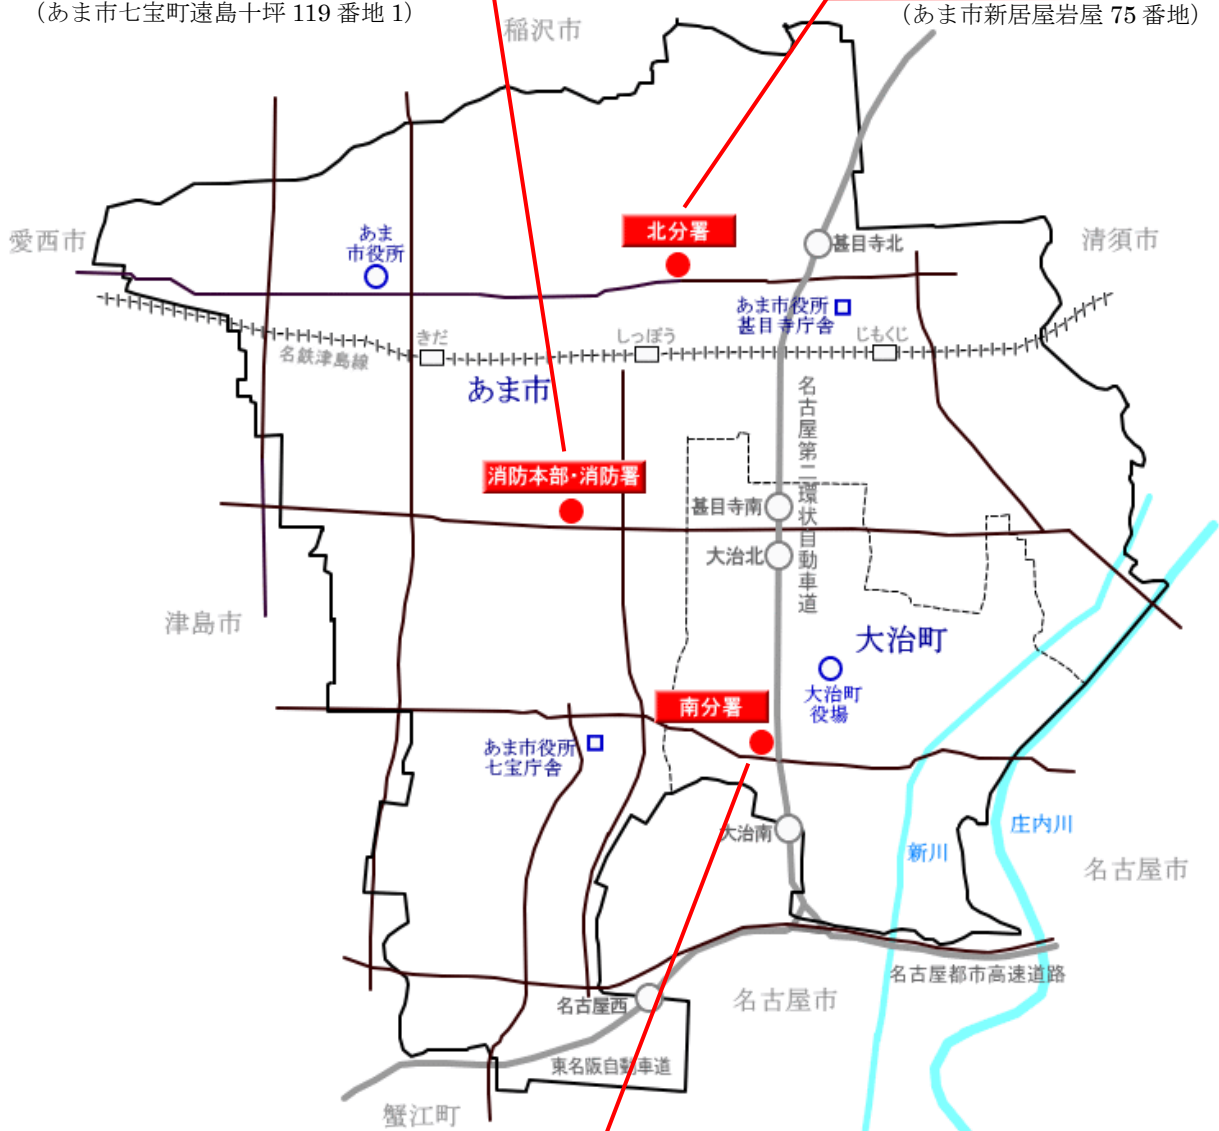 (あま市七宝町遠島十坪 119 番地 1)
(あま市新居屋岩屋 75 番地)
稲沢市
愛西市
あま
市役所
北分署
甚目寺北
清須市
あま市役所
甚目寺庁舎
きだ
しっぽう
じもくじ
名鉄津島線
あま市
名古屋第二環状自動車道
消防本部・消防署
甚目寺南
大治北
津島市
大治町
大治町
役場
南分署
あま市役所
七宝庁舎
大治南
庄内川
新川
名古屋市
名古屋都市高速道路
名古屋西
名古屋市
東名阪自動車道
蟹江町